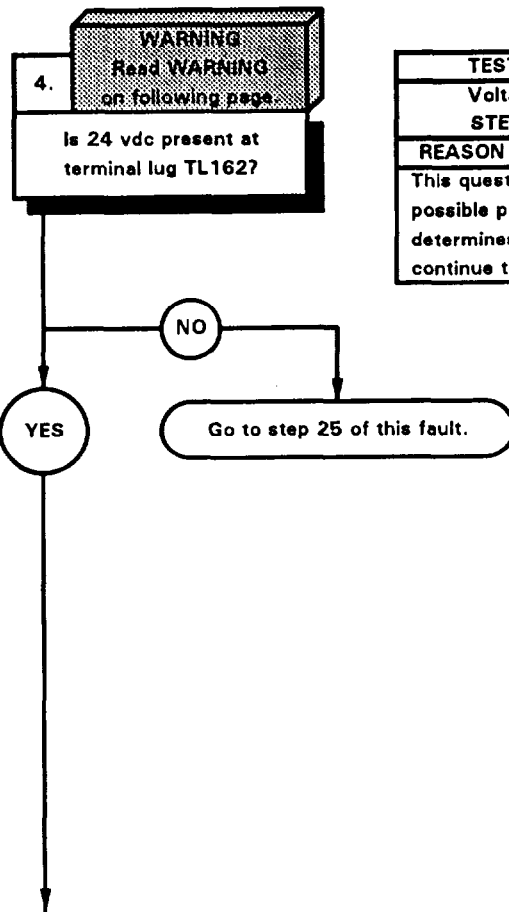 WARNING
Read WARNING
on following page.
4.
Is 24 vdc present at
terminal lug TL162?
TEST
Volt
STE
REASON
This quest
possible p
determines
continue t
NO
YES
Go to step 25 of this fault.